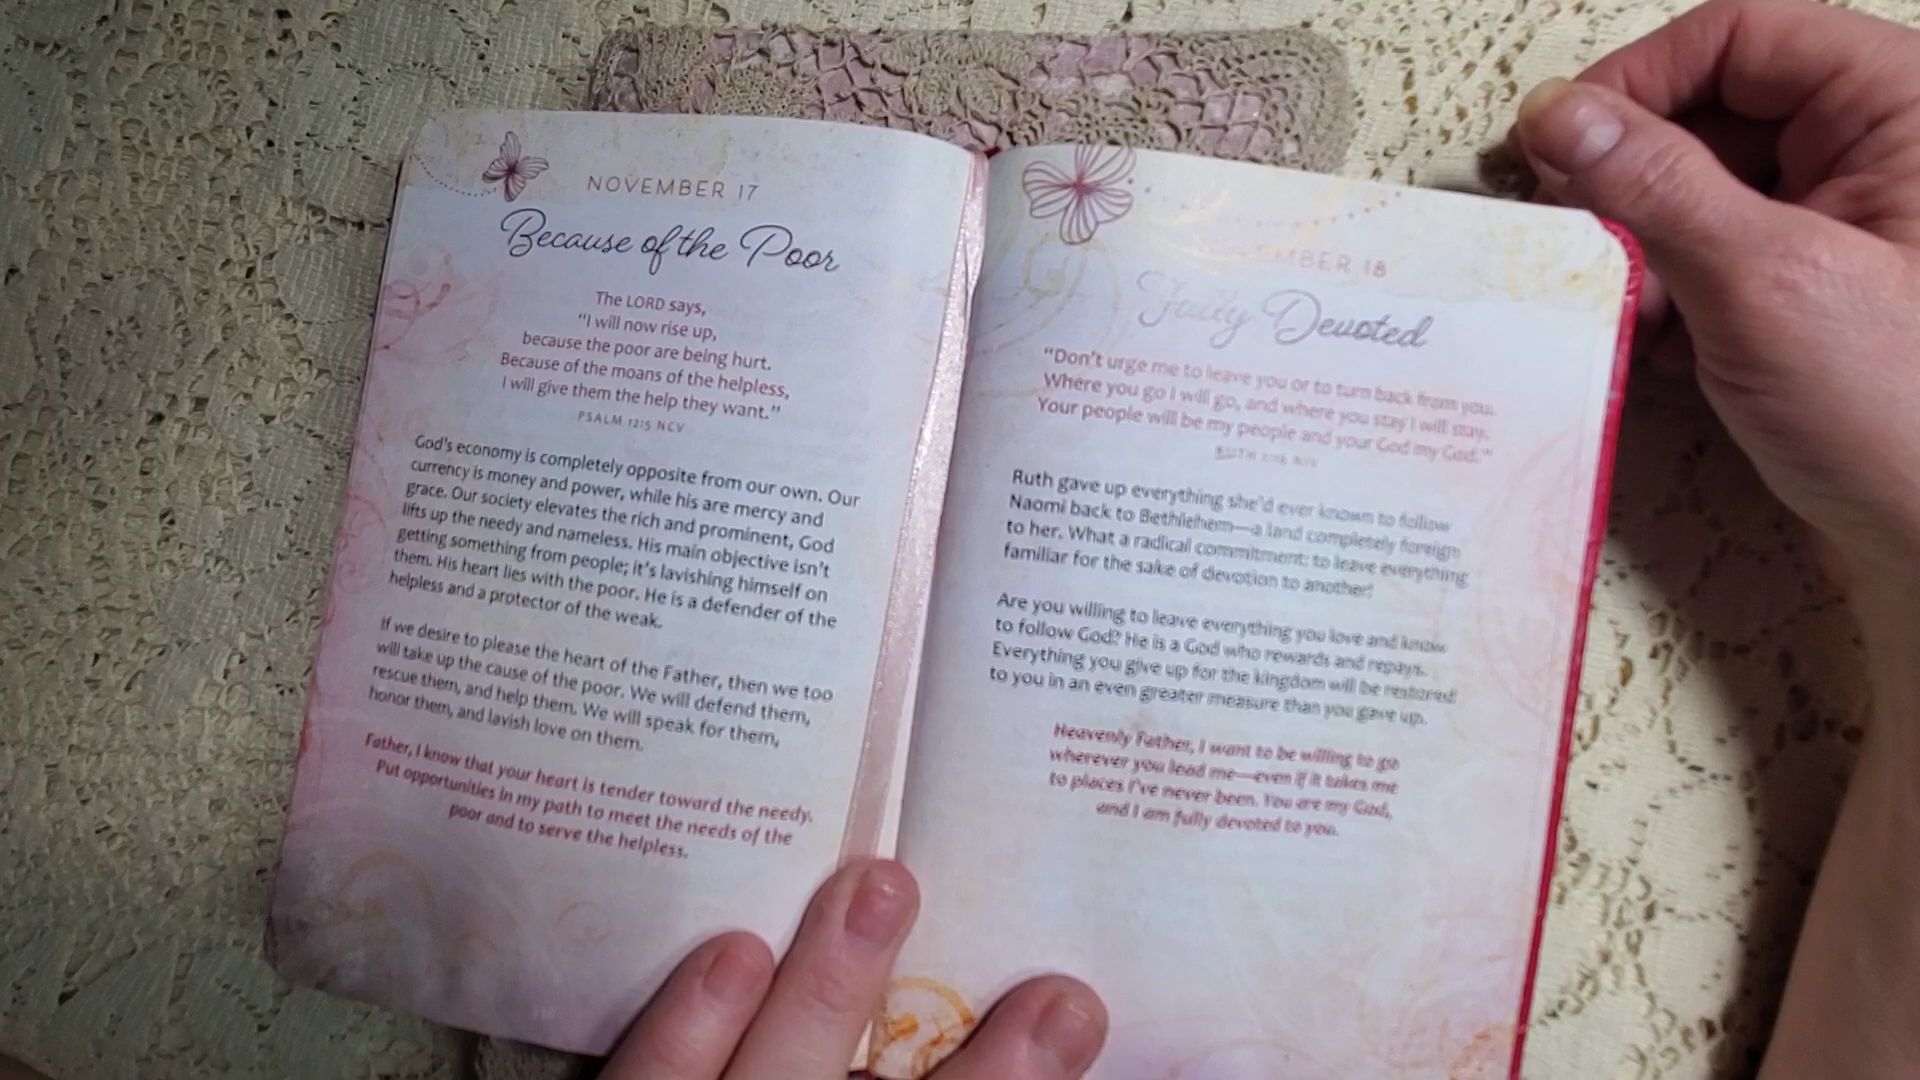 NOVEMBER 17
Because of the Poor
The LORD says,
"I will now rise up,
because the poor are being hurt.
Because of the moans of the helpless,
I will give them the help they want."
PSALM 12:5 NCV
God's economy is completely opposite from our own. Our
currency is money and power, while his are mercy and
grace. Our society elevates the rich and prominent, God
lifts up the needy and nameless. His main objective isn't
getting something from people; it's lavishing himself on
them. His heart lies with the poor. He is a defender of the
helpless and a protector of the weak.
If we desire to please the heart of the Father, then we too
will take up the cause of the poor. We will defend them,
rescue them, and help them. We will speak for them,
honor them, and lavish love on them.
Father, I know that your heart is tender toward the needy.
Put opportunities in my path to meet the needs of the
poor and to serve the helpless.
18
Fully Devoted
"Don't urge me to leave you or to turn back from you.
Where you go I will go, and where you stay I will stay.
Your people will be my people and your God my God."
RUTH
Ruth gave up everything she'd ever known to follow
Naomi back to Bethlehem—a land completely foreign
to her. What a radical commitment: to leave everything
familiar for the sake of devotion to another!
Are you willing to leave everything you love and know
to follow God? He is a God who rewards and repays.
Everything you give up for the kingdom will be restored
to you in an even greater measure than you gave up.
Heavenly Father, I want to be willing to go
wherever you lead me—even if it takes me
to places I've never been. You are my God,
and I am fully devoted to you.